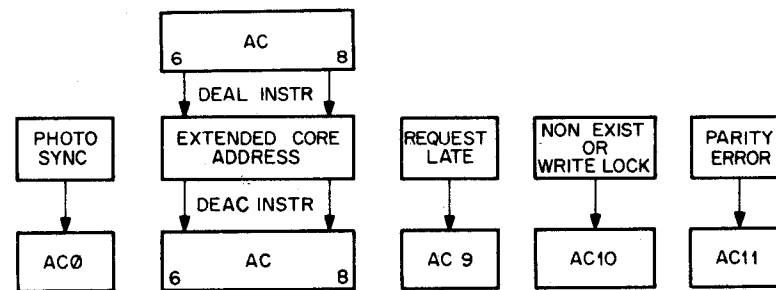 AC
6 8
DEAL INSTR
PHOTO
SYNC
EXTENDED CORE
ADDRESS
REQUEST
LATE
NON EXIST
OR
WRITE LOCK
PARITY
ERROR
DEAC INSTR
ACØ
AC
6 8
AC 9
AC10
AC11